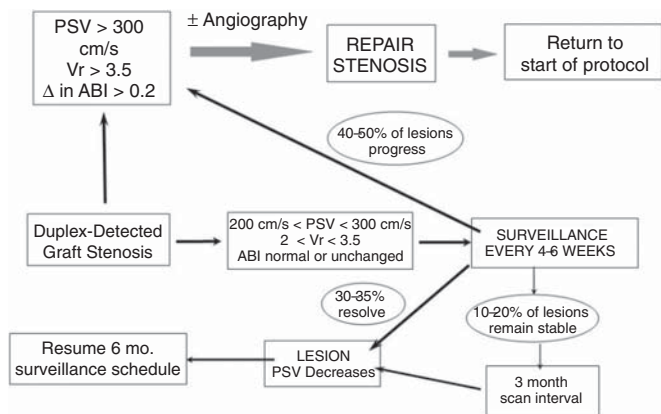 PSV > 300
cm/s
Vr > 3.5
Δ in ABI > 0.2
± Angiography
REPAIR
STENOSIS
Return to
start of protocol
40-50% of lesions
progress
Duplex-Detected
Graft Stenosis
200 cm/s < PSV < 300 cm/s
2 < Vr < 3.5
ABI normal or unchanged
SURVEILLANCE
EVERY 4-6 WEEKS
30-35%
resolve
10-20% of lesions
remain stable
Resume 6 mo.
surveillance schedule
LESION
PSV Decreases
3 month
scan interval